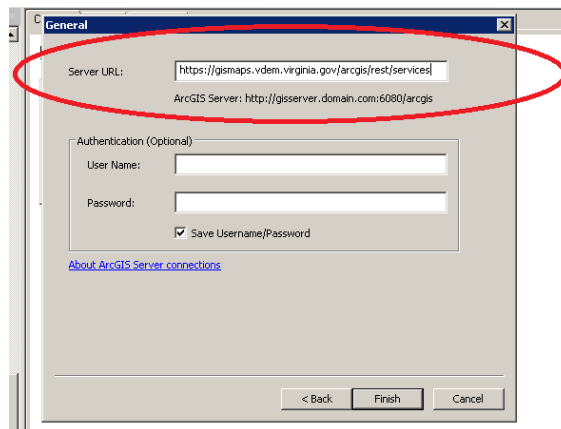 General
Server URL:
https://gismaps.vdem.virginia.gov/arcgis/rest/services
ArcGIS Server: http://gisserver.domain.com:6080/arcgis
Authentication (Optional)
User Name:
Password:
Save Username/Password
About ArcGIS Server connections
< Back
Finish
Cancel